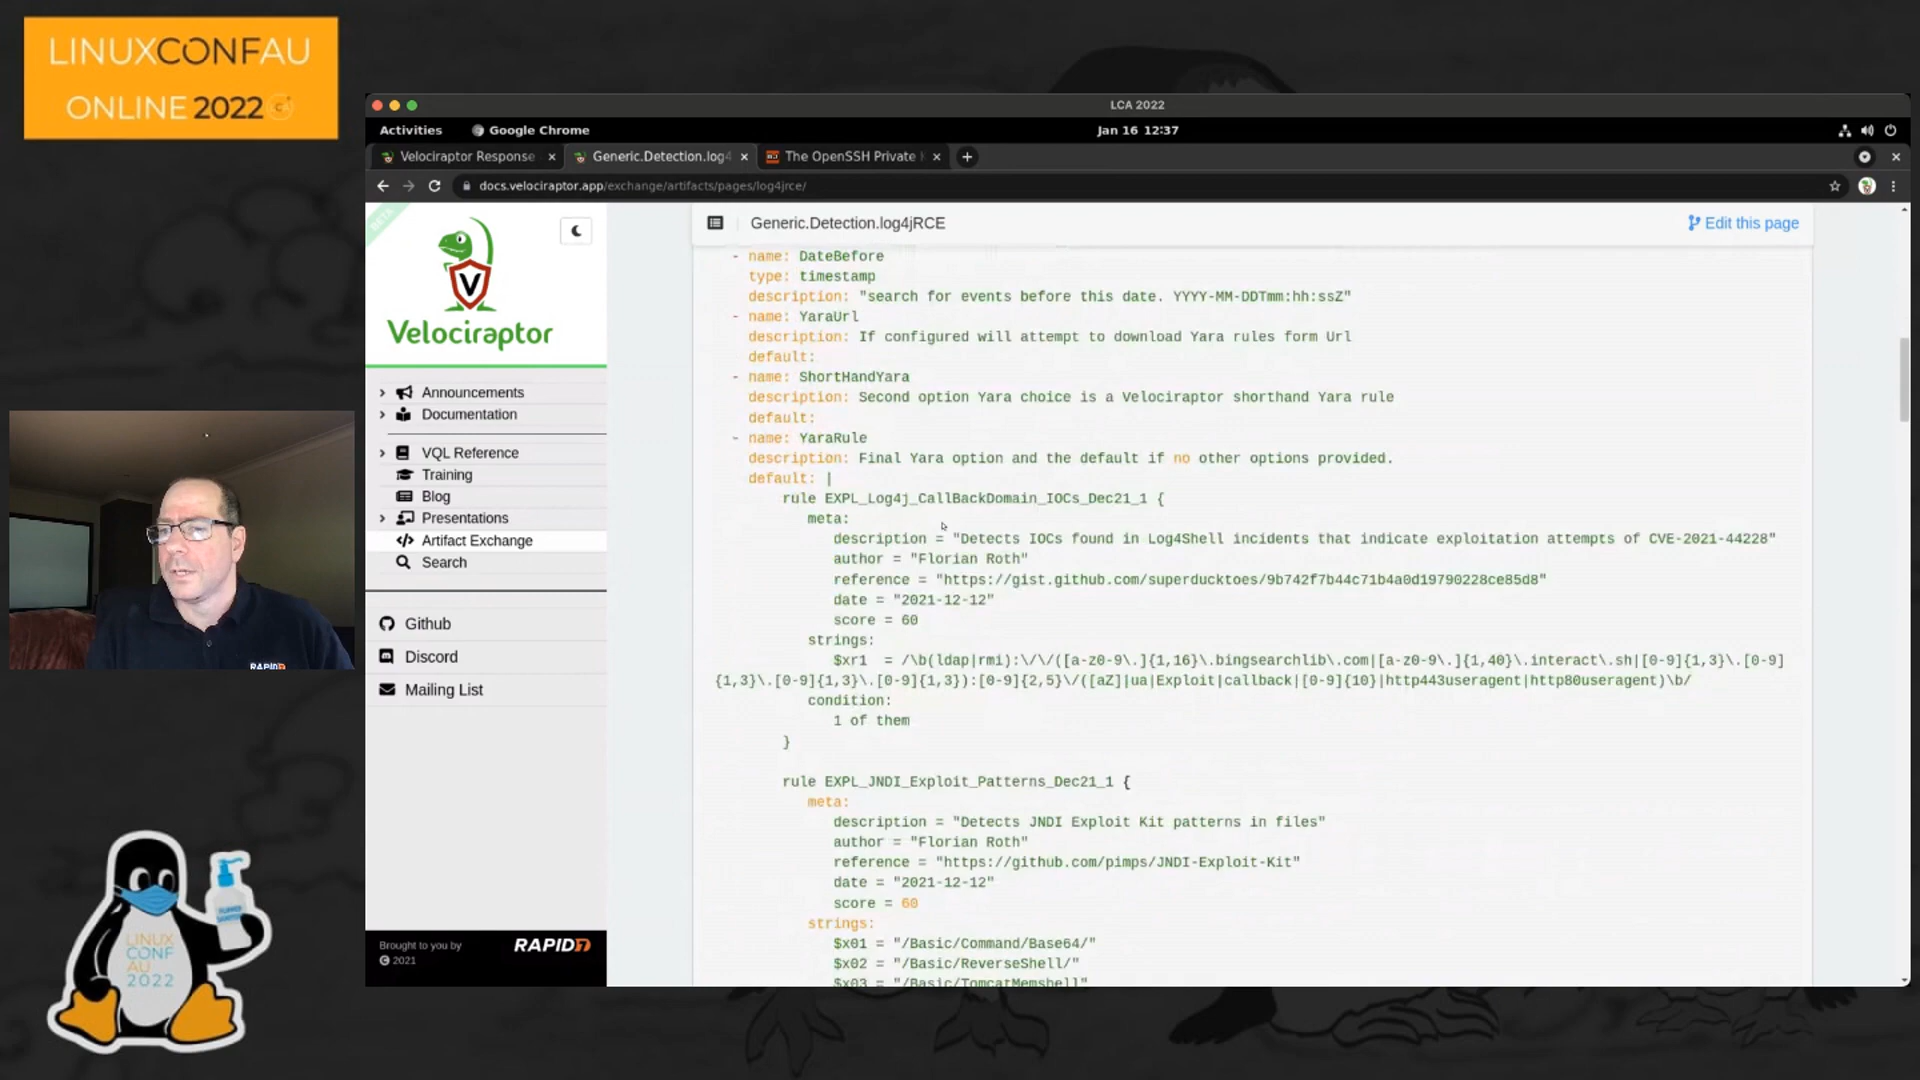 LINUXCONFAU
ONLINE 2022
LCA 2022
Activities Google Chrome Jan 16 12:37
Velociraptor Response
Generic.Detection.log4
The OpenSSH Private
docs.velociraptor.app/exchange/artifacts/pages/log4jrce/
BETA
Velociraptor
Announcements
Documentation
VQL Reference
Training
Blog
Presentations
Artifact Exchange
Search
Github
Discord
Mailing List
Brought to you by
© 2021
RAPID7
Generic.Detection.log4jRCE Edit this page
- name: DateBefore
type: timestamp
description: "search for events before this date. YYYY-MM-DDTmm:hh:ssZ"
- name: YaraUrl
description: If configured will attempt to download Yara rules form Url
default:
- name: ShortHandYara
description: Second option Yara choice is a Velociraptor shorthand Yara rule
default:
- name: YaraRule
description: Final Yara option and the default if no other options provided.
default: |
rule EXPL_Log4j_CallBackDomain_IOCs_Dec21_1 {
meta:
description = "Detects IOCs found in Log4Shell incidents that indicate exploitation attempts of CVE-2021-44228"
author = "Florian Roth"
reference = "https://gist.github.com/superducktoes/9b742f7b44c71b4a0d19790228ce85d8"
date = "2021-12-12"
score = 60
strings:
$xr1 = /\b(ldap|rmi):\/\/([a-z0-9\.]{1,16}\.bingsearchlib\.com|[a-z0-9\.]{1,40}\.interact\.sh|[0-9]{1,3}\.[0-9]
{1,3}\.[0-9]{1,3}\.[0-9]{1,3}):[0-9]{2,5}\/([aZ]|ua|Exploit|callback|[0-9]{10}|http443useragent|http80useragent)\b/
condition:
1 of them
}
rule EXPL_JNDI_Exploit_Patterns_Dec21_1 {
meta:
description = "Detects JNDI Exploit Kit patterns in files"
author = "Florian Roth"
reference = "https://github.com/pimps/JNDI-Exploit-Kit"
date = "2021-12-12"
score = 60
strings:
$x01 = "/Basic/Command/Base64/"
$x02 = "/Basic/ReverseShell/"
$x03 = "/Basic/TomcatMemshell"
RAPID7
LINUX
CONF
AU
2022